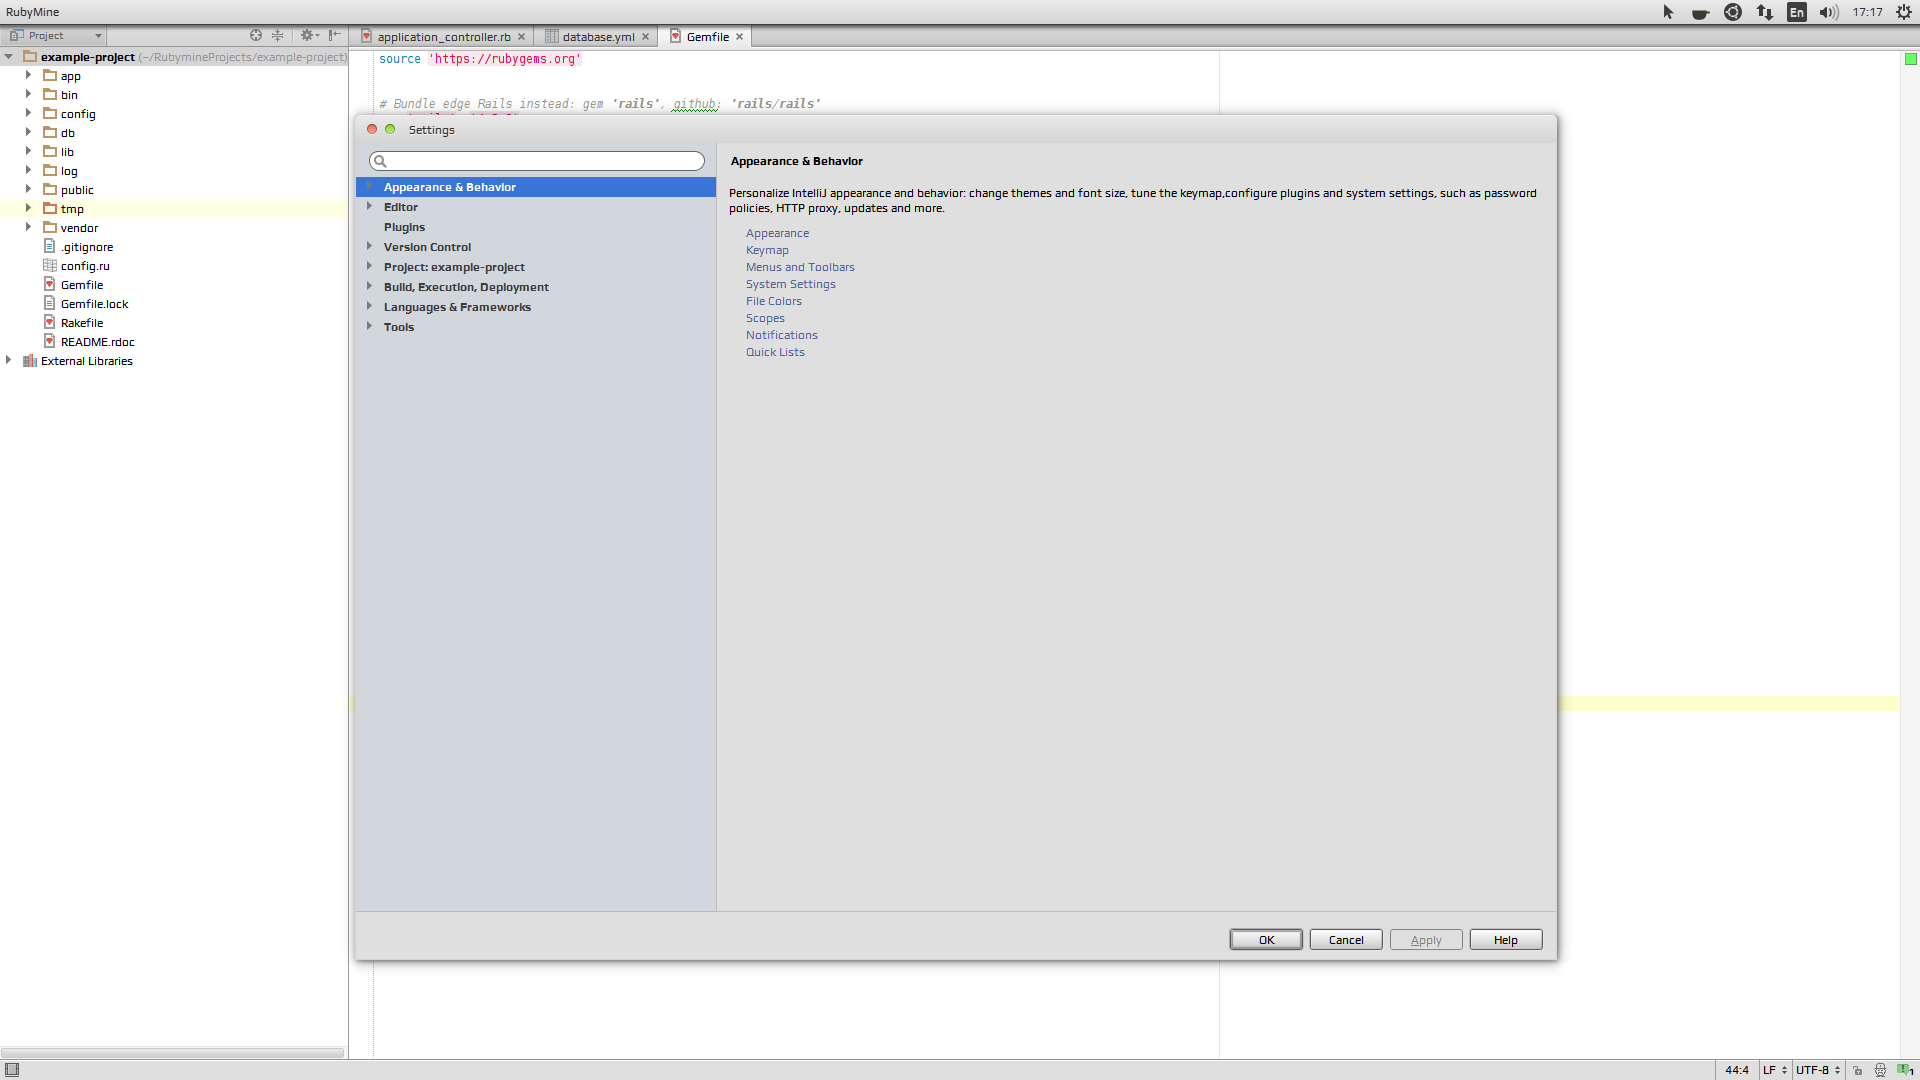 RubyMine
En
17:17
Project
application_controller.rb
database.yml
Gemfile
example-project (~/RubymineProjects/example-project)
app
bin
config
db
lib
log
public
tmp
vendor
.gitignore
config.ru
Gemfile
Gemfile.lock
Rakefile
README.rdoc
External Libraries
source 'https://rubygems.org'
# Bundle edge Rails instead: gem 'rails', github: 'rails/rails'
Settings
Appearance & Behavior
Editor
Plugins
Version Control
Project: example-project
Build, Execution, Deployment
Languages & Frameworks
Tools
Appearance & Behavior
Personalize IntelliJ appearance and behavior: change themes and font size, tune the keymap,configure plugins and system settings, such as password
policies, HTTP proxy, updates and more.
Appearance
Keymap
Menus and Toolbars
System Settings
File Colors
Scopes
Notifications
Quick Lists
OK
Cancel
Apply
Help
44:4
LF
UTF-8
1